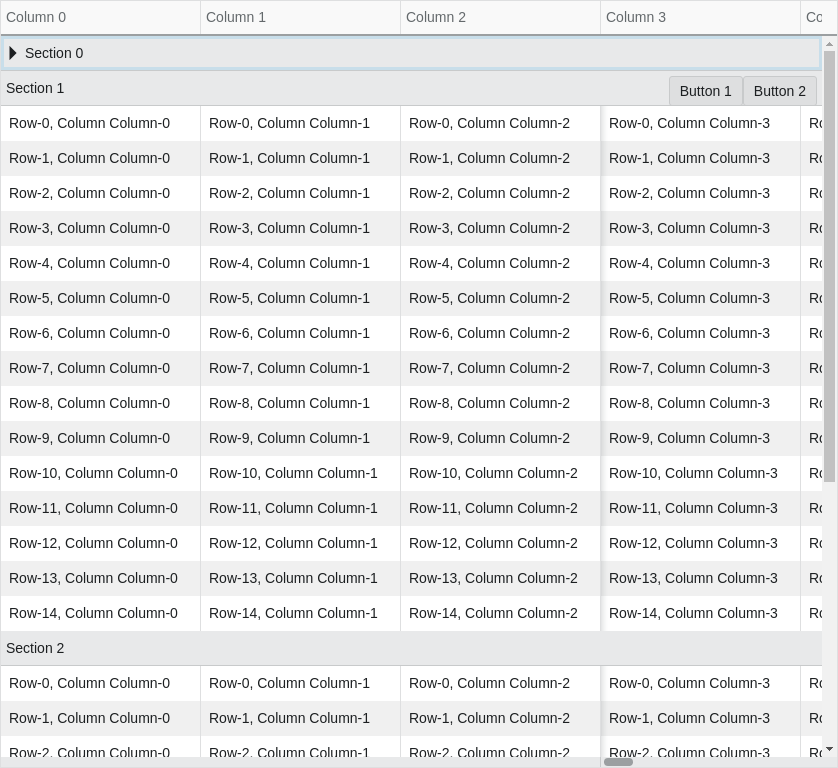 Column 0 Column 1 Column 2 Column 3 Co
Section 0
Section 1 Button 1 Button 2
Row-0, Column Column-0 Row-0, Column Column-1 Row-0, Column Column-2 Row-0, Column Column-3 Ro
Row-1, Column Column-0 Row-1, Column Column-1 Row-1, Column Column-2 Row-1, Column Column-3 Ro
Row-2, Column Column-0 Row-2, Column Column-1 Row-2, Column Column-2 Row-2, Column Column-3 Ro
Row-3, Column Column-0 Row-3, Column Column-1 Row-3, Column Column-2 Row-3, Column Column-3 Ro
Row-4, Column Column-0 Row-4, Column Column-1 Row-4, Column Column-2 Row-4, Column Column-3 Ro
Row-5, Column Column-0 Row-5, Column Column-1 Row-5, Column Column-2 Row-5, Column Column-3 Ro
Row-6, Column Column-0 Row-6, Column Column-1 Row-6, Column Column-2 Row-6, Column Column-3 Ro
Row-7, Column Column-0 Row-7, Column Column-1 Row-7, Column Column-2 Row-7, Column Column-3 Ro
Row-8, Column Column-0 Row-8, Column Column-1 Row-8, Column Column-2 Row-8, Column Column-3 Ro
Row-9, Column Column-0 Row-9, Column Column-1 Row-9, Column Column-2 Row-9, Column Column-3 Ro
Row-10, Column Column-0 Row-10, Column Column-1 Row-10, Column Column-2 Row-10, Column Column-3 Ro
Row-11, Column Column-0 Row-11, Column Column-1 Row-11, Column Column-2 Row-11, Column Column-3 Ro
Row-12, Column Column-0 Row-12, Column Column-1 Row-12, Column Column-2 Row-12, Column Column-3 Ro
Row-13, Column Column-0 Row-13, Column Column-1 Row-13, Column Column-2 Row-13, Column Column-3 Ro
Row-14, Column Column-0 Row-14, Column Column-1 Row-14, Column Column-2 Row-14, Column Column-3 Ro
Section 2
Row-0, Column Column-0 Row-0, Column Column-1 Row-0, Column Column-2 Row-0, Column Column-3 Ro
Row-1, Column Column-0 Row-1, Column Column-1 Row-1, Column Column-2 Row-1, Column Column-3 Ro
Row-2, Column Column-0 Row-2, Column Column-1 Row-2, Column Column-2 Row-2, Column Column-3 Ro